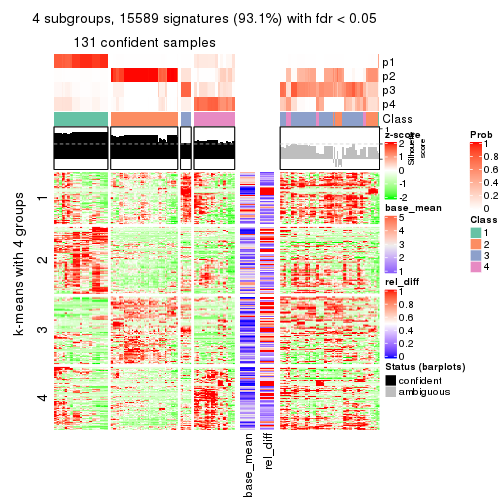 4 subgroups, 15589 signatures (93.1%) with fdr < 0.05
131 confident samples
p1
p2
p3
p4
Class
1
Silhouette score
k-means with 4 groups
1
2
3
4
base_mean
rel_diff
z-score
2
1
0
-1
-2
base_mean
5
4
3
2
1
rel_diff
1
0.8
0.6
0.4
0.2
0
Status (barplots)
confident
ambiguous
Prob
1
0.8
0.6
0.4
0.2
0
Class
1
2
3
4